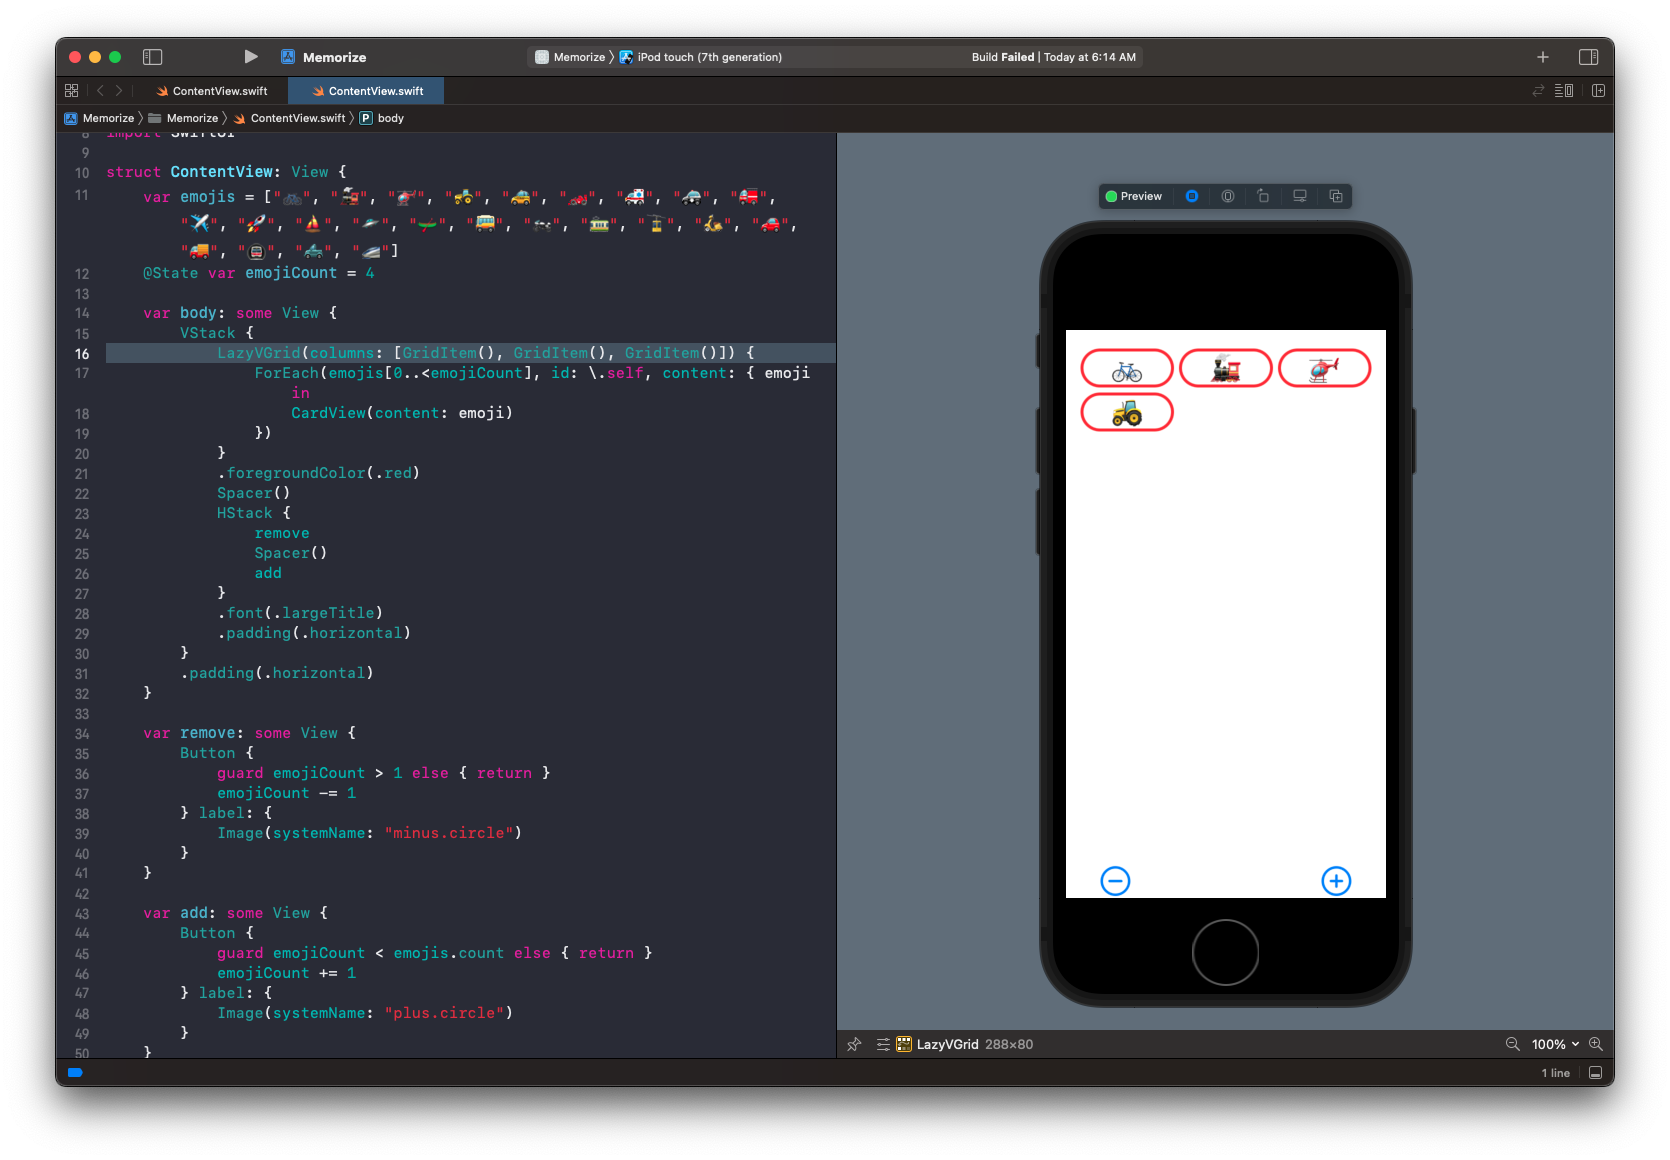 Memorize
Memorize 〉 iPod touch (7th generation)
Build Failed | Today at 6:14 AM
ContentView.swift
ContentView.swift
Memorize 〉 Memorize 〉 ContentView.swift 〉 P body
8 import SwiftUI
9
10 struct ContentView: View {
11 var emojis = ["🚲", "🚂", "🚁", "🚜", "🚕", "🏎", "🚑", "🚓", "🚒",
"✈️", "🚀", "⛵️", "🛸", "🛶", "🚌", "🏍", "🏛", "🚠", "🛵", "🚗",
"🚚", "🚇", "🛻", "🚄"]
12 @State var emojiCount = 4
13
14 var body: some View {
15 VStack {
16 LazyVGrid(columns: [GridItem(), GridItem(), GridItem()]) {
17 ForEach(emojis[0..<emojiCount], id: \.self, content: { emoji
in
18 CardView(content: emoji)
19 })
20 }
21 .foregroundColor(.red)
22 Spacer()
23 HStack {
24 remove
25 Spacer()
26 add
27 }
28 .font(.largeTitle)
29 .padding(.horizontal)
30 }
31 .padding(.horizontal)
32 }
33
34 var remove: some View {
35 Button {
36 guard emojiCount > 1 else { return }
37 emojiCount -= 1
38 } label: {
39 Image(systemName: "minus.circle")
40 }
41 }
42
43 var add: some View {
44 Button {
45 guard emojiCount < emojis.count else { return }
46 emojiCount += 1
47 } label: {
48 Image(systemName: "plus.circle")
49 }
50 }
Preview
LazyVGrid 288×80
100%
1 line